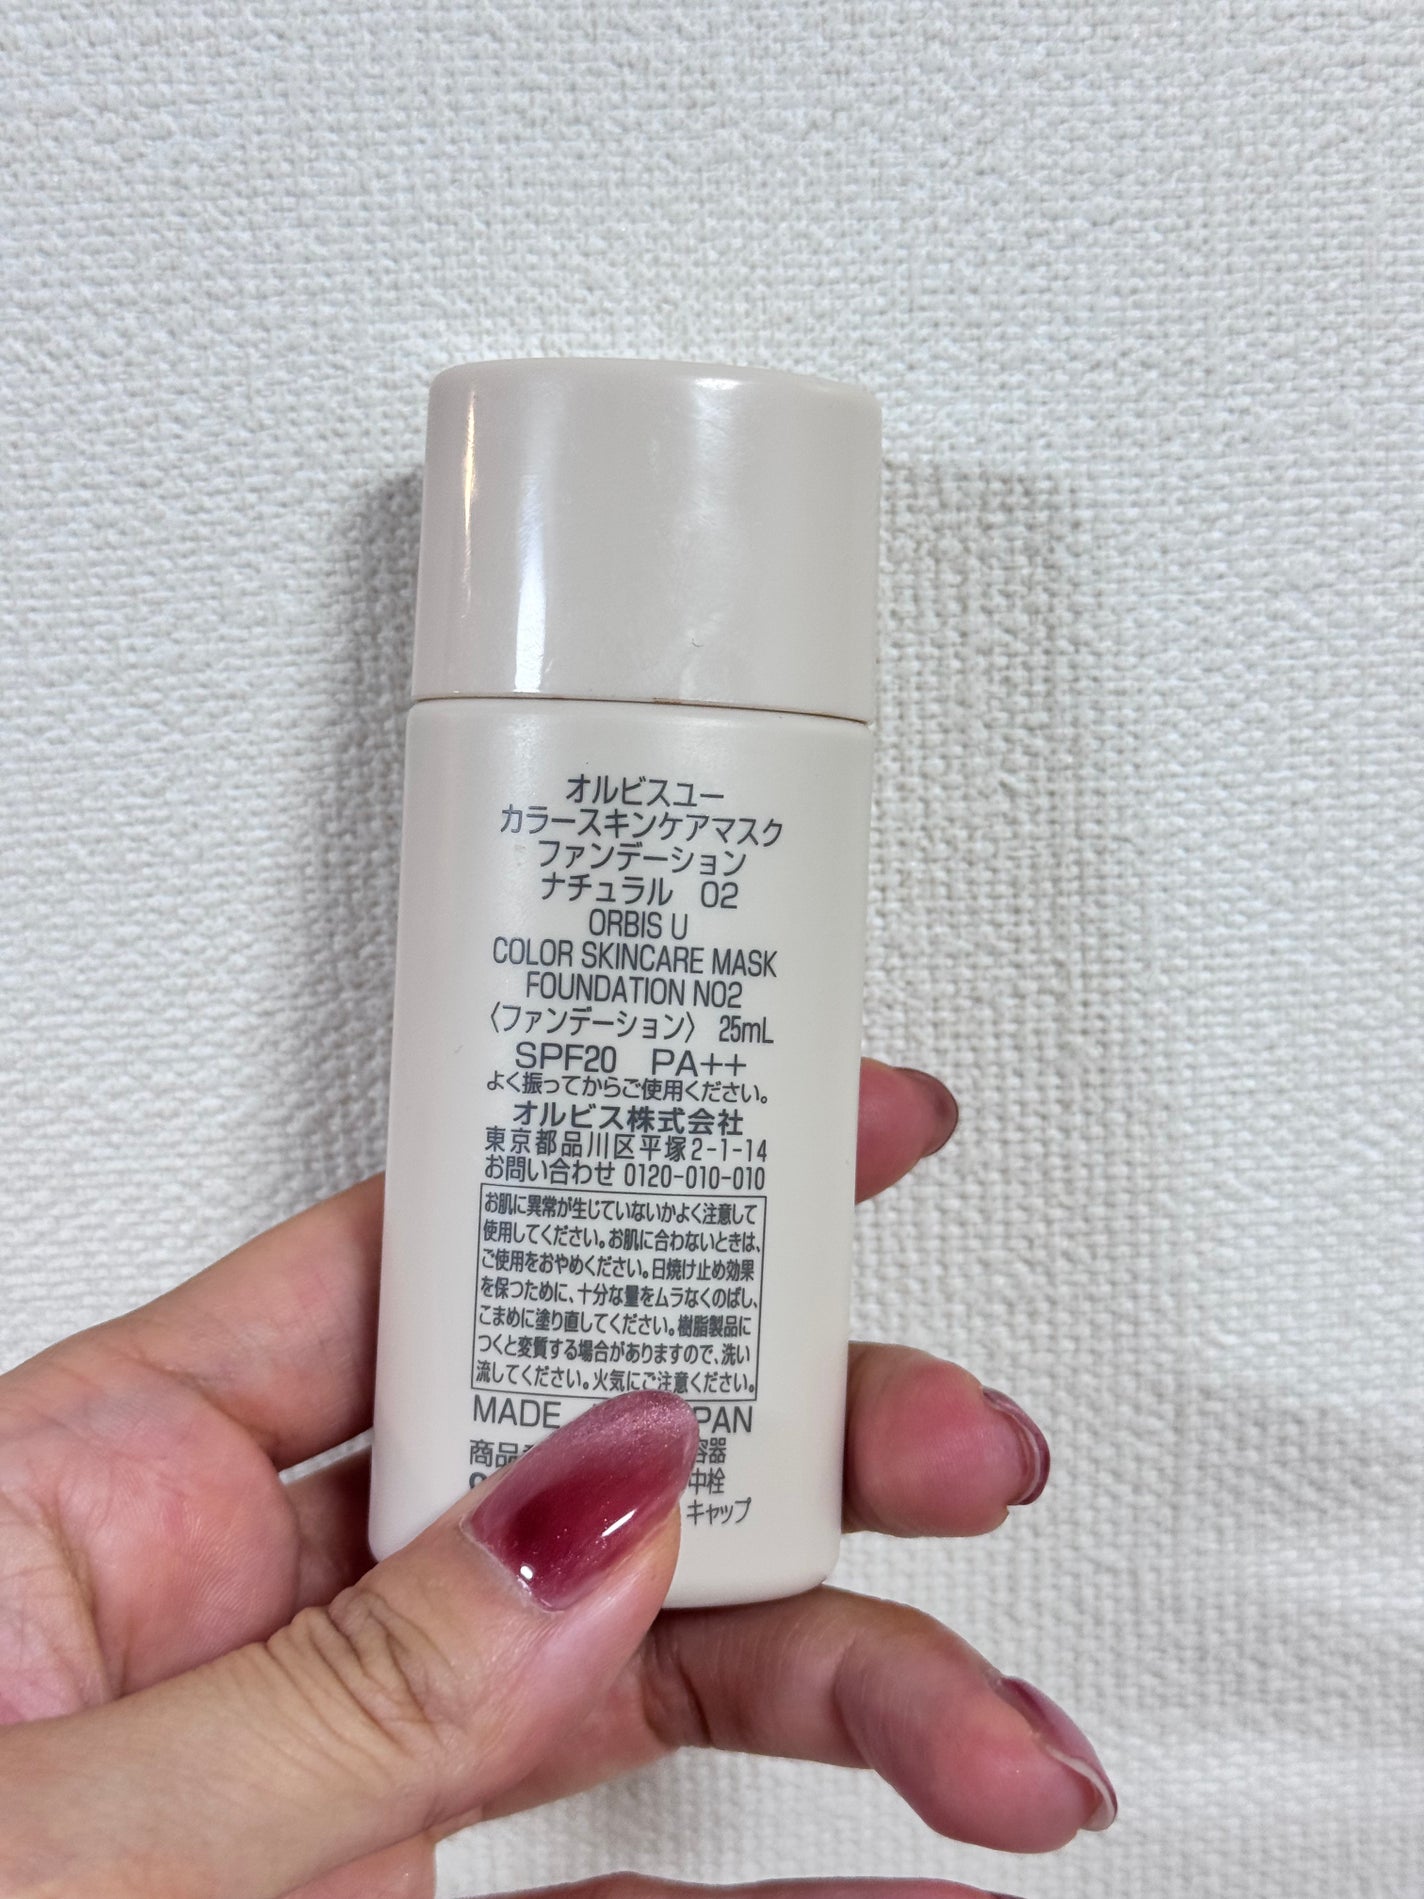 オルビスユー
カラースキンケアマスク
ファンデーション
ナチュラル 02
ORBIS U
COLOR SKINCARE MASK
FOUNDATION N02
〈ファンデーション〉 25mL
SPF20 PA++
よく振ってからご使用ください。
オルビス株式会社
東京都品川区平塚2-1-14
お問い合わせ 0120-010-010
お肌に異常が生じていないかよく注意して
使用してください。お肌に合わないときは、
ご使用をおやめください。日焼け止め効果
を保つために、十分な量をムラなくのばし、
こまめに塗り直してください。樹脂製品に
つくと変質する場合がありますので、洗い
流してください。火気にご注意ください。
MADE PAN
商品 容器
中栓
キャップ